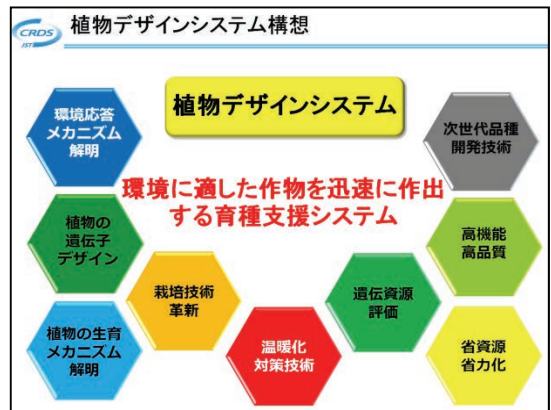 CRDS
JST
植物デザインシステム構想
植物デザインシステム
環境に適した作物を迅速に作出
する育種支援システム
環境応答
メカニズム
解明
植物の
遺伝子
デザイン
植物の生育
メカニズム
解明
栽培技術
革新
温暖化
対策技術
遺伝資源
評価
次世代品種
開発技術
高機能
高品質
省資源
省力化